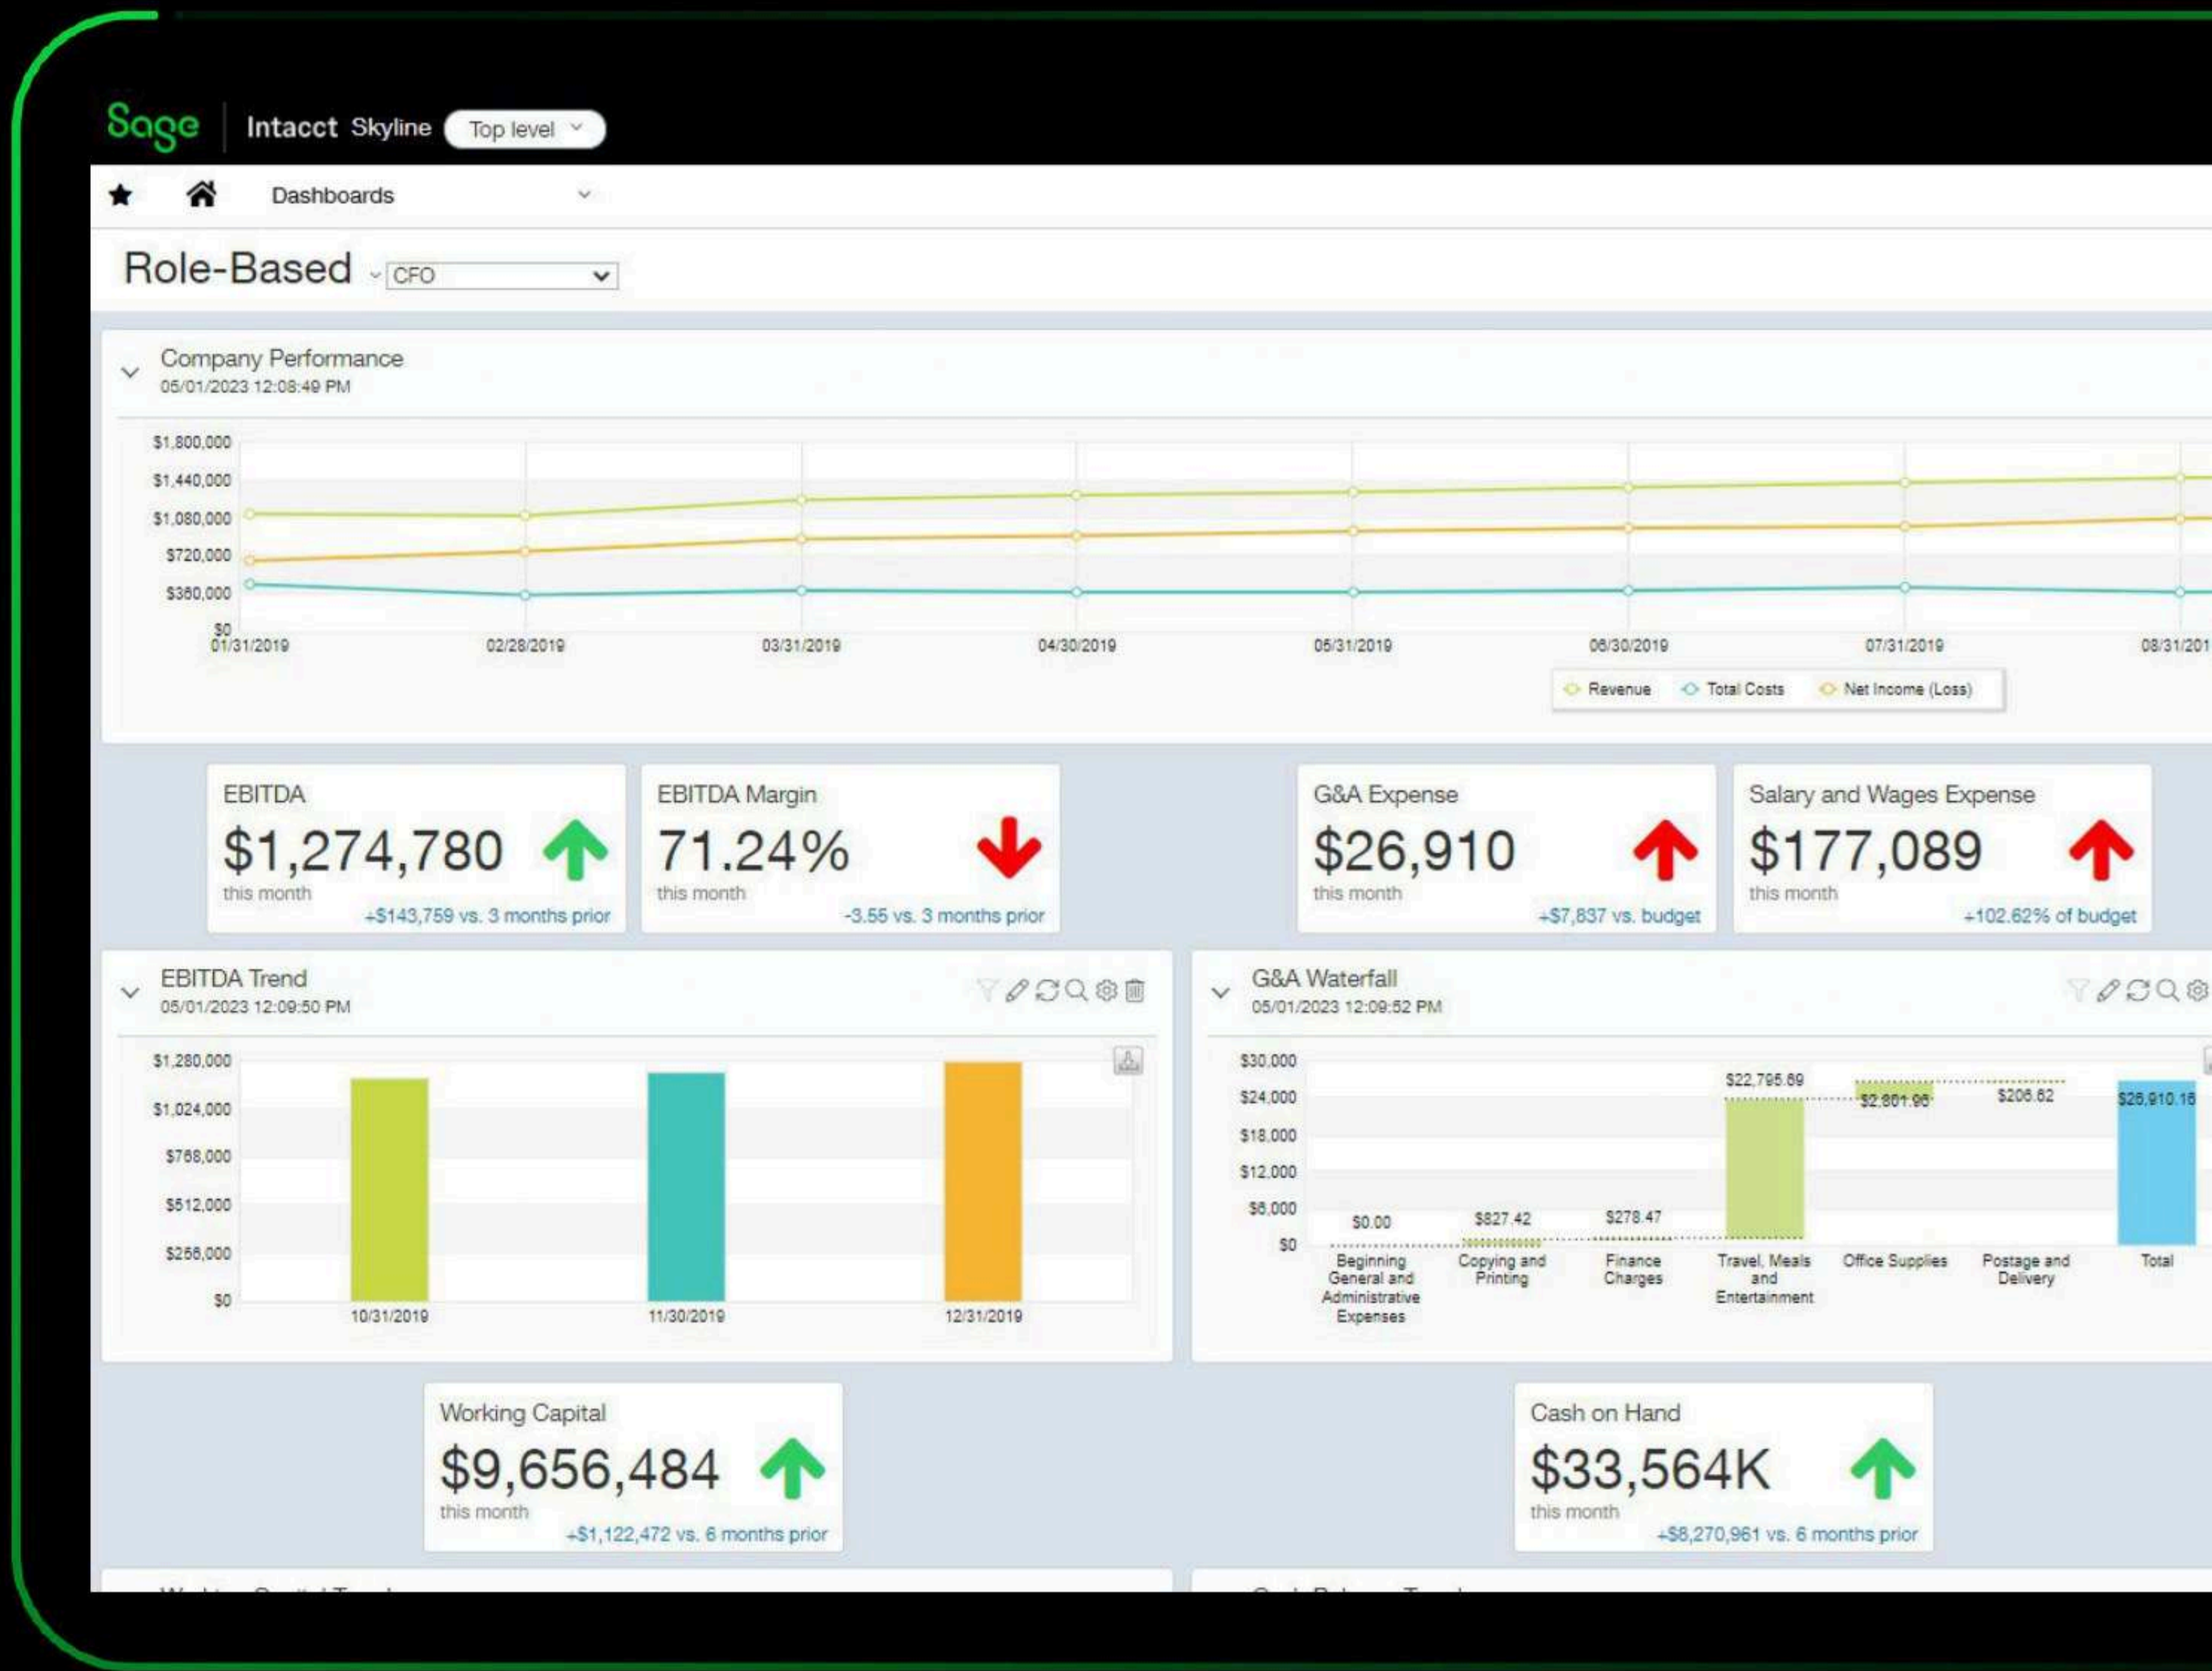 Sage Intacct Skyline Top level
Dashboards
Role-Based CFO
Company Performance
05/01/2023 12:08:49 PM
$1,800,000
$1,440,000
$1,080,000
$720,000
$360,000
$0
01/31/2019 02/28/2019 03/31/2019 04/30/2019 05/31/2019 06/30/2019 07/31/2019 08/31/201
Revenue Total Costs Net Income (Loss)
EBITDA
$1,274,780
this month
+$143,759 vs. 3 months prior
EBITDA Margin
71.24%
this month
-3.55 vs. 3 months prior
G&A Expense
$26,910
this month
+$7,837 vs. budget
Salary and Wages Expense
$177,089
this month
+102.62% of budget
EBITDA Trend
05/01/2023 12:09:50 PM
$1,280,000
$1,024,000
$768,000
$512,000
$256,000
$0
10/31/2019 11/30/2019 12/31/2019
G&A Waterfall
05/01/2023 12:09:52 PM
$30,000
$24,000
$18,000
$12,000
$6,000
$0
$0.00 $827.42 $278.47 $22,795.69 $2,801.96 $206.62 $26,910.16
Beginning
General and
Administrative
Expenses
Copying and
Printing
Finance
Charges
Travel, Meals
and
Entertainment
Office Supplies
Postage and
Delivery
Total
Working Capital
$9,656,484
this month
+$1,122,472 vs. 6 months prior
Cash on Hand
$33,564K
this month
+$8,270,961 vs. 6 months prior